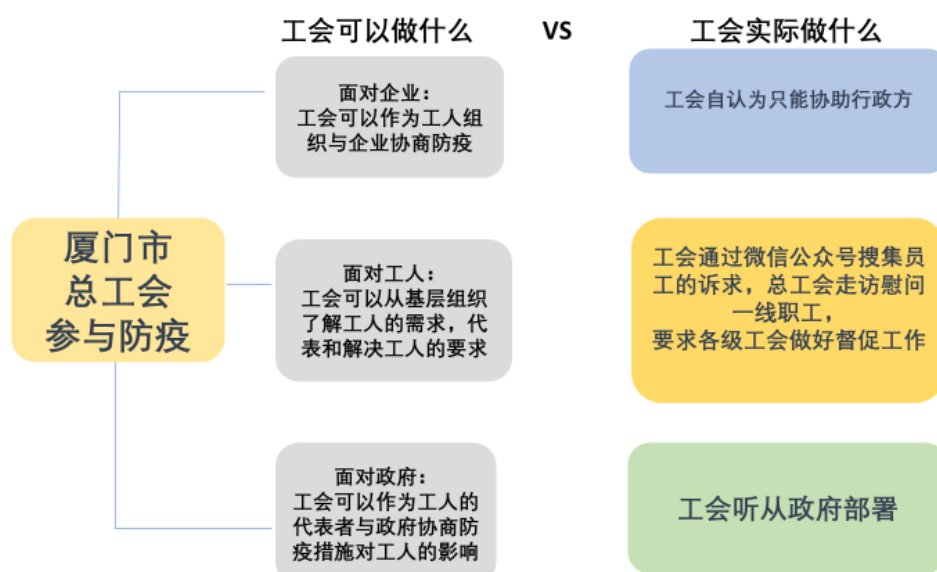 工会可以做什么 VS 工会实际做什么
面对企业：
工会可以作为工人组
织与企业协商防疫
工会自认为只能协助行政方
厦门市
总工会
参与防疫
面对工人：
工会可以从基层组织
了解工人的需求，代
表和解决工人的要求
工会通过微信公众号搜集员
工的诉求，总工会走访慰问
一线职工，
要求各级工会做好督促工作
面对政府：
工会可以作为工人的
代表者与政府协商防
疫措施对工人的影响
工会听从政府部署